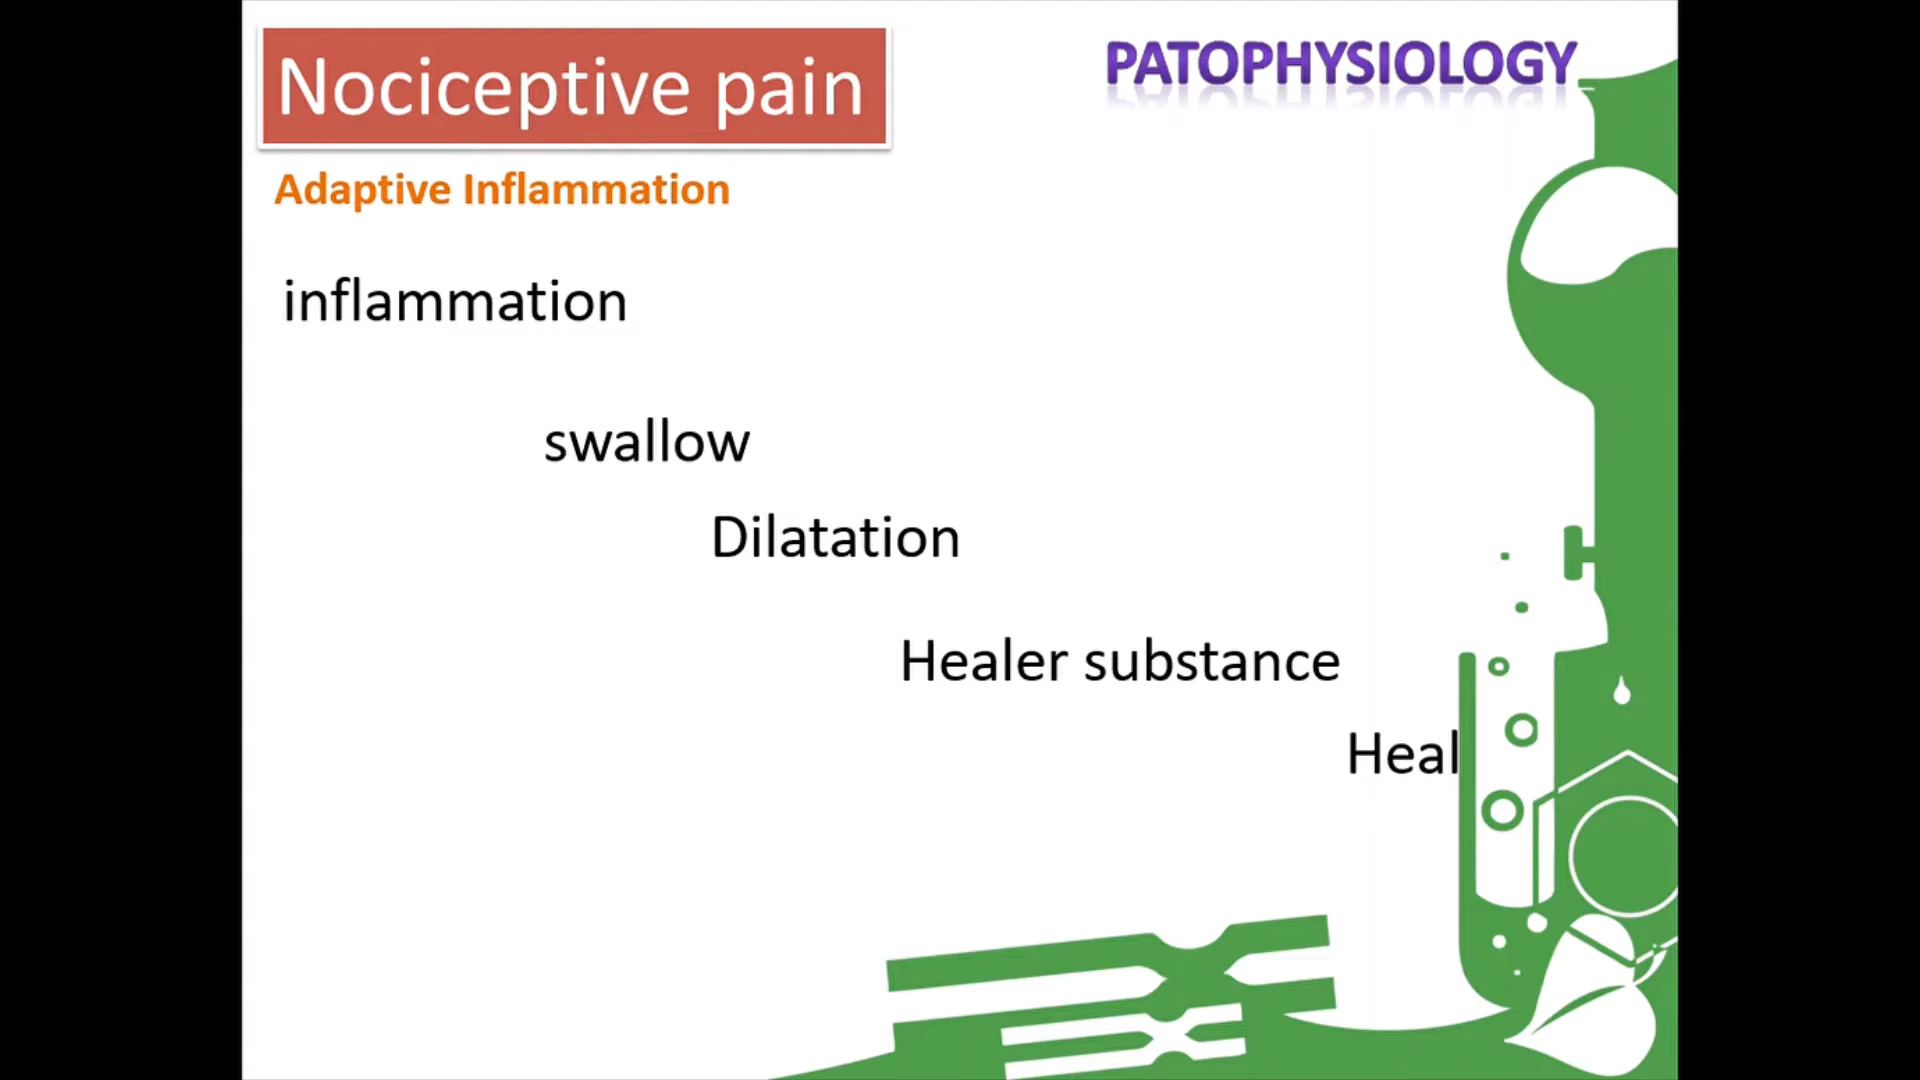 Nociceptive pain
PATOPHYSIOLOGY
Adaptive Inflammation
inflammation
swallow
Dilatation
Healer substance
Heal